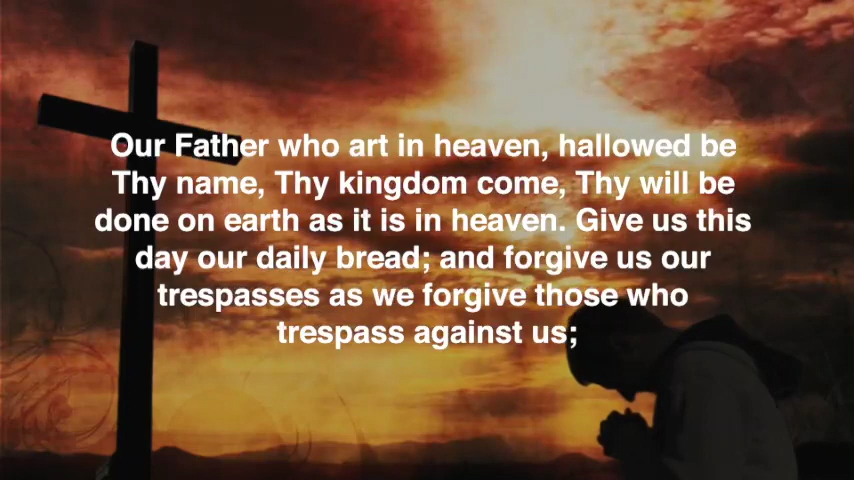 Our Father who art in heaven, hallowed be
Thy name, Thy kingdom come, Thy will be
done on earth as it is in heaven. Give us this
day our daily bread; and forgive us our
trespasses as we forgive those who
trespass against us;